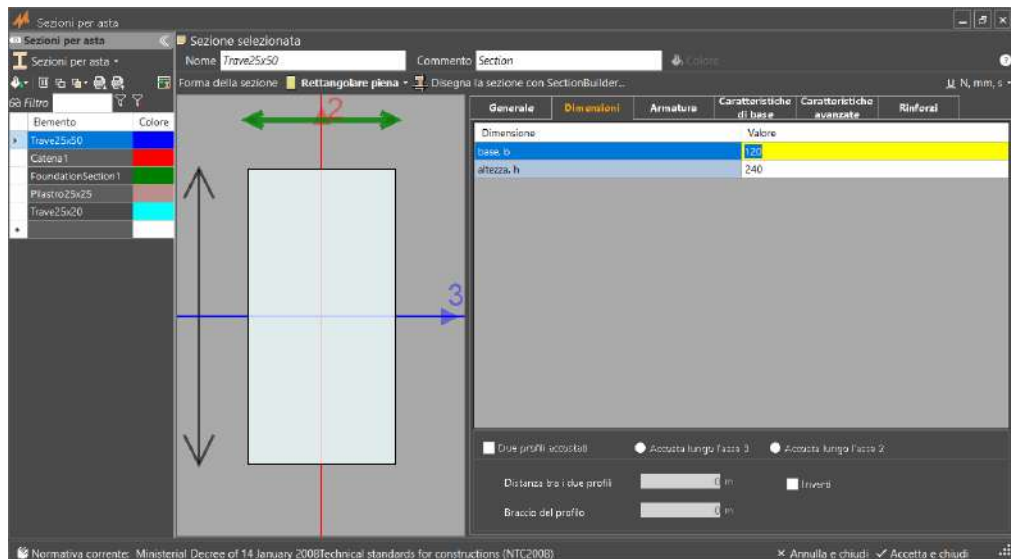 Sezioni per asta
Sezioni per asta
Sezione selezionata
Sezioni per asta
Nome Trave25x50 Commento Section Colore
Forma della sezione Rettangolare piena Disegna la sezione con SectionBuilder... U N, mm, s
Filtro
Elemento Colore
Trave25x50
Catena1
FoundationSection1
Pilastro25x25
Trave25x20
2
3
Generale Dimensioni Armatura Caratteristiche di base Caratteristiche avanzate Rinforzi
Dimensione Valore
base, b 120
altezza, h 240
Due profili accostati Accosta lungo l'asse 3 Accosta lungo l'asse 2
Distanza tra i due profili 0 m Inverti
Braccio del profilo 0 m
Normativa corrente: Ministerial Decree of 14 January 2008Technical standards for constructions (NTC2008) Annulla e chiudi Accetta e chiudi